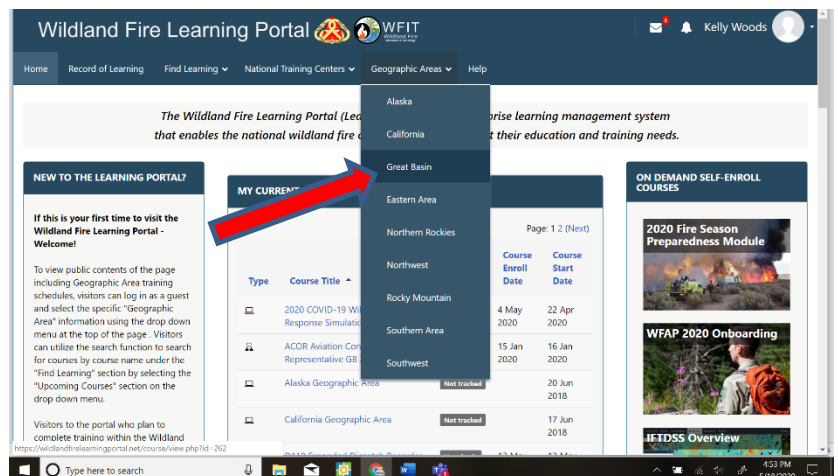 Wildland Fire Learning Portal
WFIT
4
Kelly Woods
Home Record of Learning Find Learning National Training Centers Geographic Areas Help
Alaska
California
Great Basin
Eastern Area
Northern Rockies
Northwest
Rocky Mountain
Southern Area
Southwest
The Wildland Fire Learning Portal learning management system
that enables the national wildland fire their education and training needs.
NEW TO THE LEARNING PORTAL?
If this is your first time to visit the
Wildland Fire Learning Portal -
Welcome!
To view public contents of the page
including Geographic Area training
schedules, visitors can log in as a guest
and select the specific "Geographic
Area" information using the drop down
menu at the top of the page . Visitors
can utilize the search function to search
for courses by course name under the
"Find Learning" section by selecting the
"Upcoming Courses" section on the
drop down menu.
Visitors to the portal who plan to
complete training within the Wildland
https://wildlandfirelearningportal.net/course/view.php?id=262
MY
Page: 1 2 (Next)
Type Course Title Course Enroll Date Course Start Date
2020 COVID-19
Response
4 May 2020 22 Apr 2020
ACOR Aviation
Representative GB
15 Jan 2020 16 Jan 2020
Alaska Geographic Area Not tracked 20 Jun 2018
California Geographic Area Not tracked 17 Jun 2018
ON DEMAND SELF-ENROLL
COURSES
2020 Fire Season
Preparedness Module
WFAP 2020 Onboarding
IFTDSS Overview
Type here to search
4:53 PM